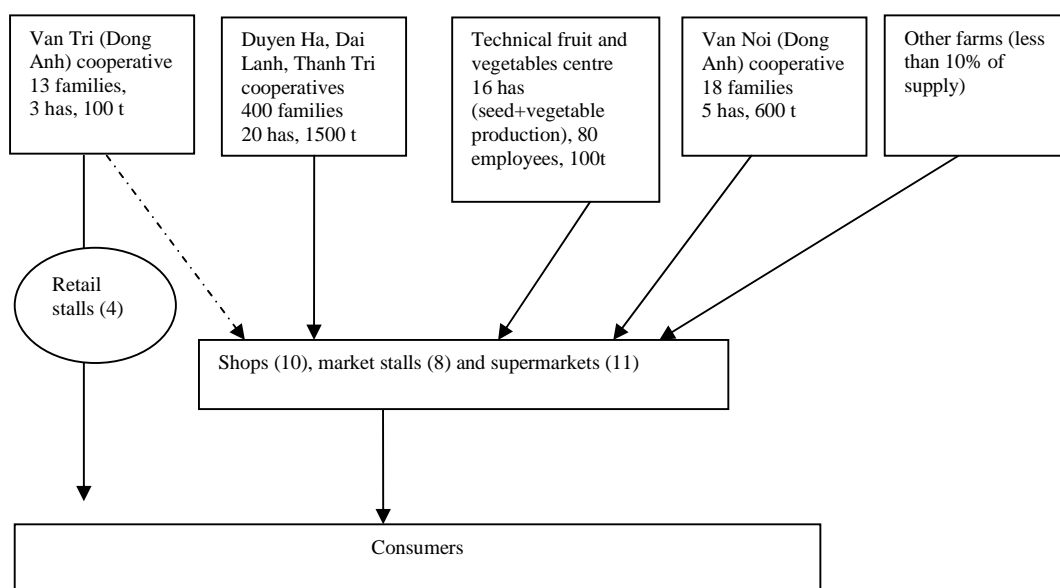 Van Tri (Dong
Anh) cooperative
13 families,
3 has, 100 t
Duyen Ha, Dai
Lanh, Thanh Tri
cooperatives
400 families
20 has, 1500 t
Technical fruit and
vegetables centre
16 has
(seed+vegetable
production), 80
employees, 100t
Van Noi (Dong
Anh) cooperative
18 families
5 has, 600 t
Other farms (less
than 10% of
supply)
Retail
stalls (4)
Shops (10), market stalls (8) and supermarkets (11)
Consumers